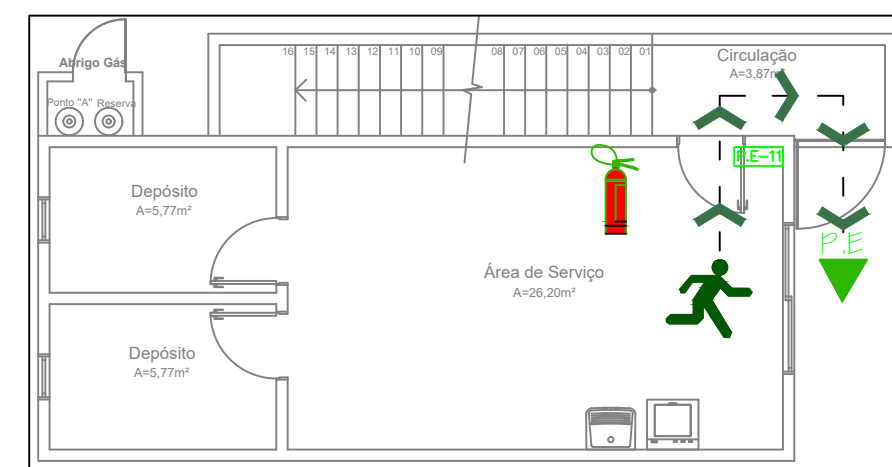 Abrigo Gás
Ponto "A" Reserva
16 15 14 13 12 11 10 09 08 07 06 05 04 03 02 01
Circulação
A=3,87m²
P.E-11
Depósito
A=5,77m²
P.E
Área de Serviço
A=26,20m²
Depósito
A=5,77m²